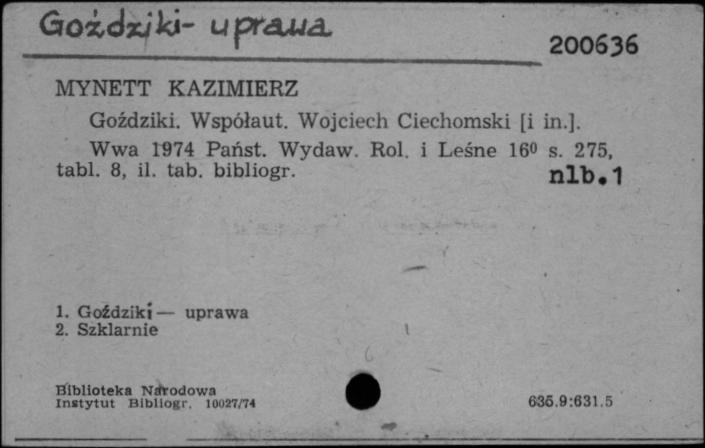 Goździki - uprawa
200636
MYNETT KAZIMIERZ
Goździki. Współaut. Wojciech Ciechomski [i in.].
Wwa 1974 Państ. Wydaw. Rol. i Leśne 16⁰ s. 275,
tabl. 8, il. tab. bibliogr. nlb.1
1. Goździki — uprawa
2. Szklarnie
Biblioteka Narodowa
Instytut Bibliogr. 10027/74
635.9:631.5